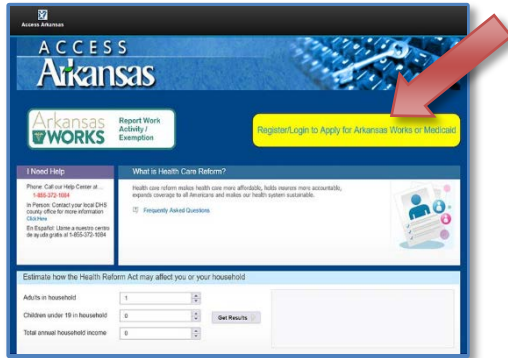 Access Arkansas
ACCESS
Arkansas
Arkansas
WORKS
Report Work
Activity /
Exemption
Register/Login to Apply for Arkansas Works or Medicaid
I Need Help
Phone: Call our Help Center at...
1-855-372-1084
In Person: Contact your local DHS
county office for more information
Click Here
En Español: Llame a nuestro centro
de ayuda gratis at 1-855-372-1084
What is Health Care Reform?
Health care reform makes health care more affordable, holds insurers more accountable,
expands coverage to all Americans and makes our health system sustainable.
Frequently Asked Questions
Estimate how the Health Reform Act may affect you or your household
Adults in household
1
Children under 19 in household
0
Get Results
Total annual household income
0